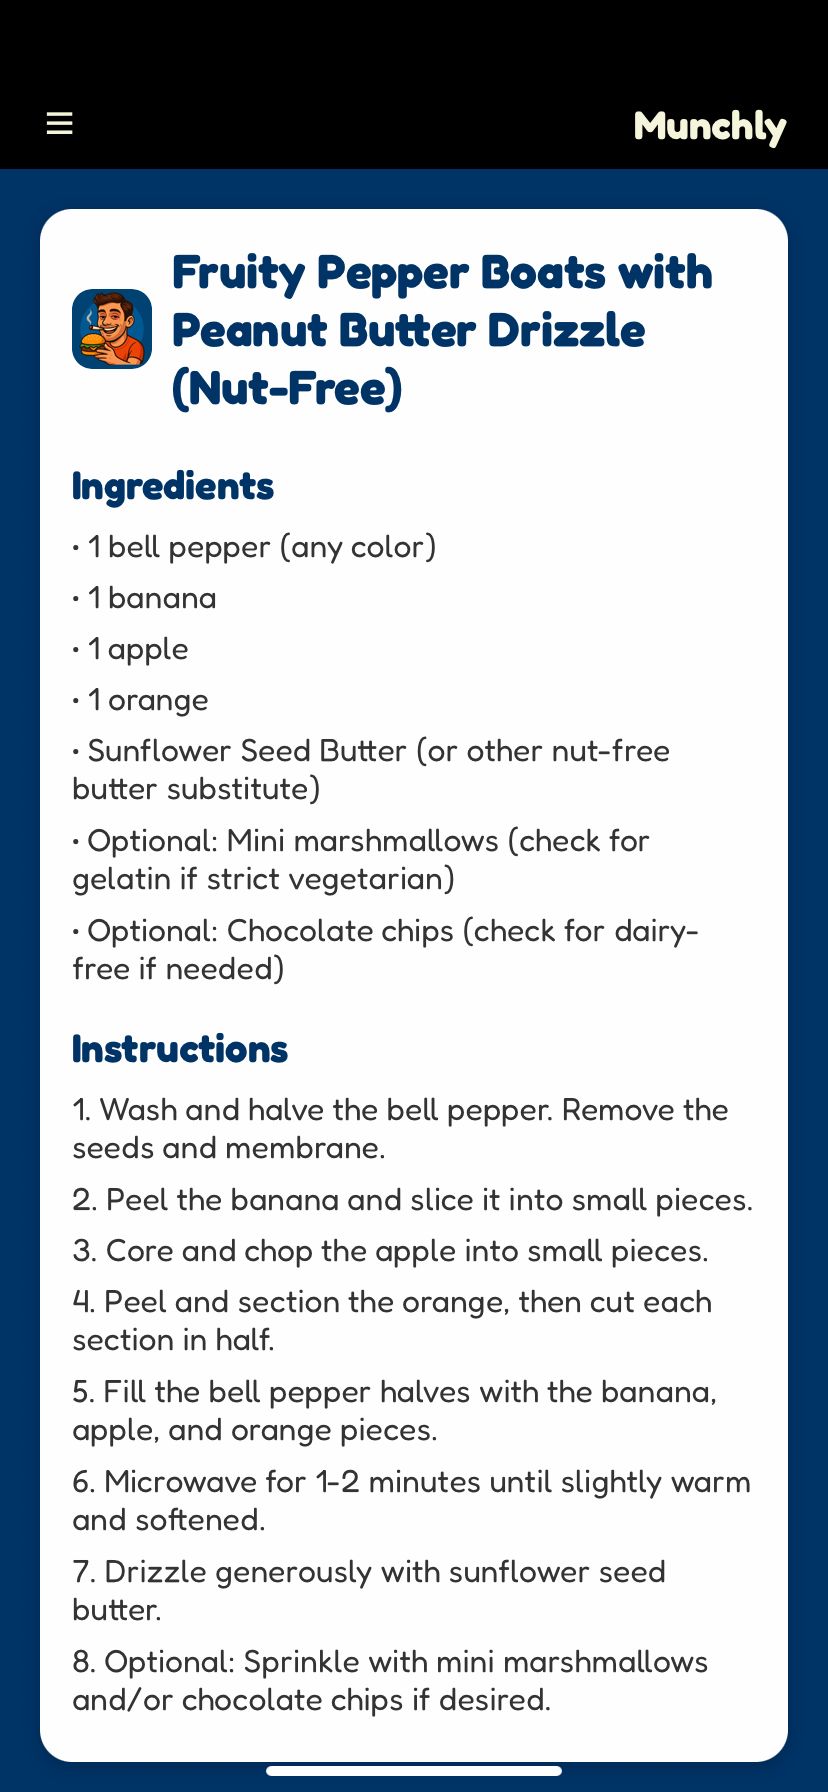 Munchly
Fruity Pepper Boats with
Peanut Butter Drizzle
(Nut-Free)
Ingredients
• 1 bell pepper (any color)
• 1 banana
• 1 apple
• 1 orange
• Sunflower Seed Butter (or other nut-free
butter substitute)
• Optional: Mini marshmallows (check for
gelatin if strict vegetarian)
• Optional: Chocolate chips (check for dairy-
free if needed)
Instructions
1. Wash and halve the bell pepper. Remove the
seeds and membrane.
2. Peel the banana and slice it into small pieces.
3. Core and chop the apple into small pieces.
4. Peel and section the orange, then cut each
section in half.
5. Fill the bell pepper halves with the banana,
apple, and orange pieces.
6. Microwave for 1-2 minutes until slightly warm
and softened.
7. Drizzle generously with sunflower seed
butter.
8. Optional: Sprinkle with mini marshmallows
and/or chocolate chips if desired.